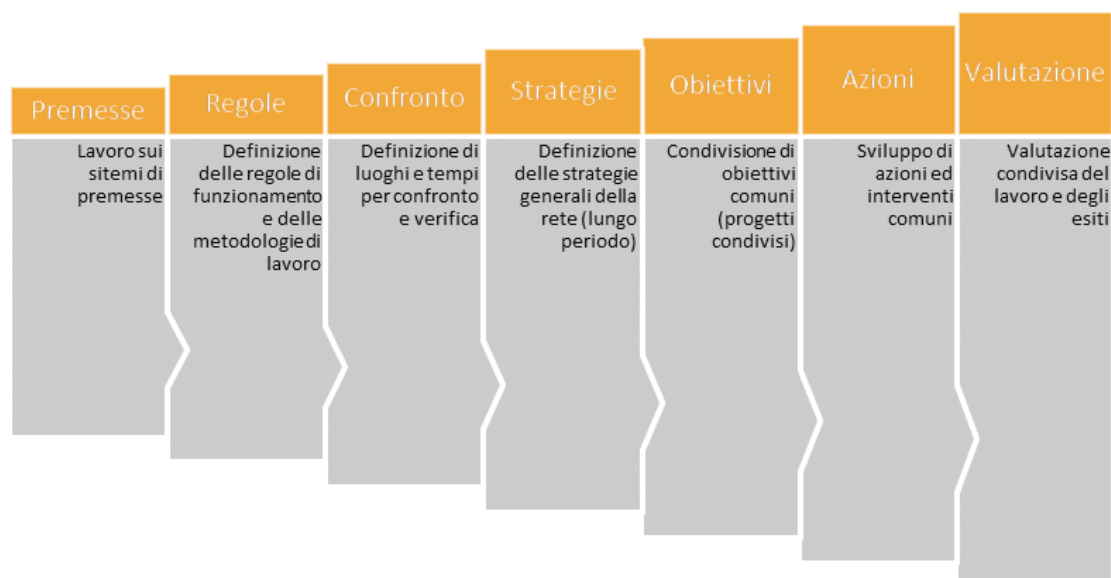 Premesse
Lavoro sui
sitemi di
premesse
Regole
Definizione
delle regole di
funzionamento
e delle
metodologie di
lavoro
Confronto
Definizione di
luoghi e tempi
per confronto
e verifica
Strategie
Definizione
delle strategie
generali della
rete (lungo
periodo)
Obiettivi
Condivisione di
obiettivi
comuni
(progetti
condivisi)
Azioni
Sviluppo di
azioni ed
interventi
comuni
Valutazione
Valutazione
condivisa del
lavoro e degli
esiti